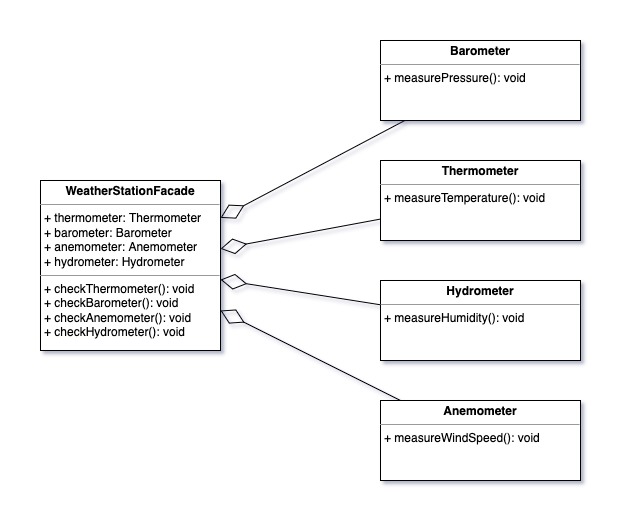 WeatherStationFacade
+ thermometer: Thermometer
+ barometer: Barometer
+ anemometer: Anemometer
+ hydrometer: Hydrometer
+ checkThermometer(): void
+ checkBarometer(): void
+ checkAnemometer(): void
+ checkHydrometer(): void
Barometer
+ measurePressure(): void
Thermometer
+ measureTemperature(): void
Hydrometer
+ measureHumidity(): void
Anemometer
+ measureWindSpeed(): void